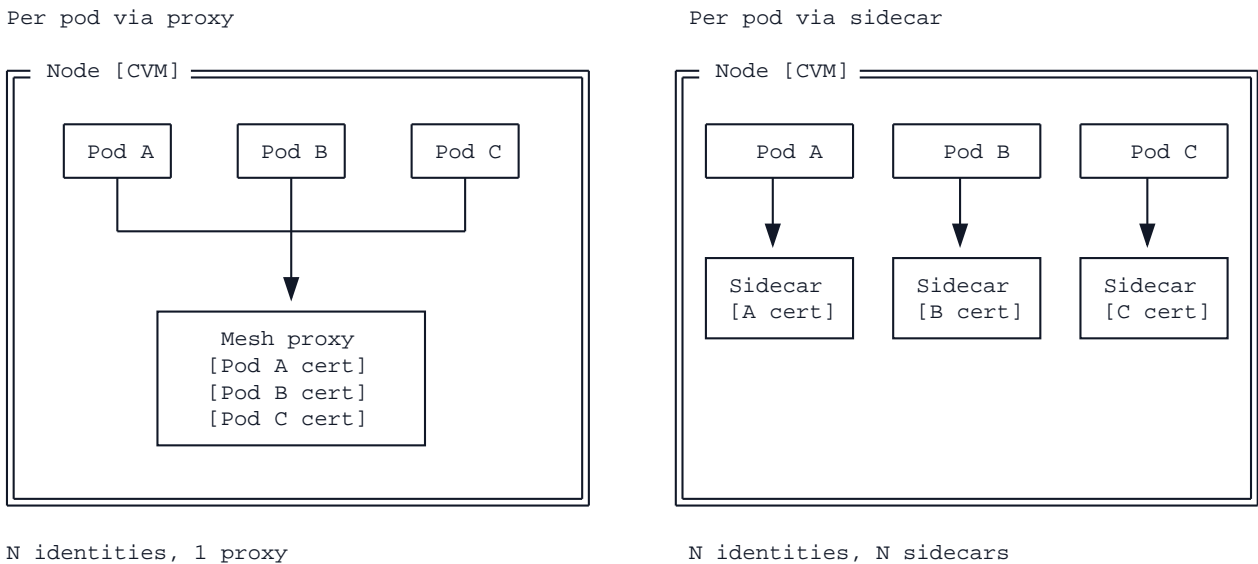 Per pod via proxy
Node [CVM]
Pod A
Pod B
Pod C
Mesh proxy
[Pod A cert]
[Pod B cert]
[Pod C cert]
N identities, 1 proxy
Per pod via sidecar
Node [CVM]
Pod A
Pod B
Pod C
Sidecar
[A cert]
Sidecar
[B cert]
Sidecar
[C cert]
N identities, N sidecars